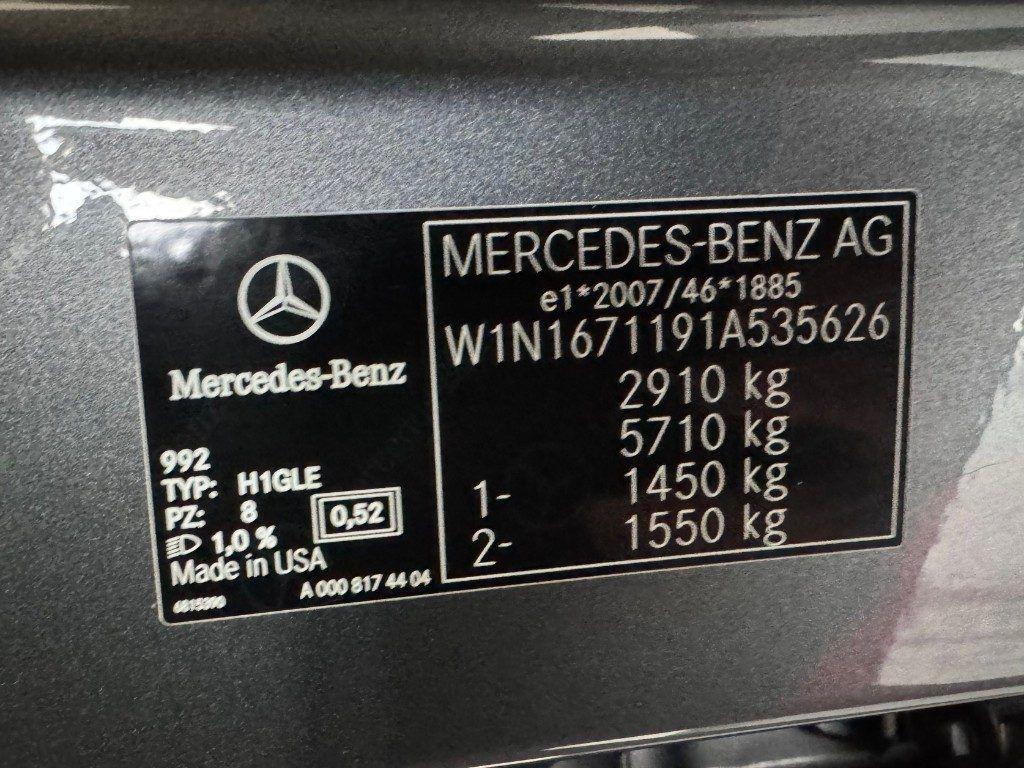 Mercedes-Benz
992
TYP: H1GLE
PZ: 8
0,52
1,0 %
Made in USA
A 000 817 44 04
MERCEDES-BENZ AG
e1*2007/46*1885
W1N1671191A535626
2910 kg
5710 kg
1- 1450 kg
2- 1550 kg